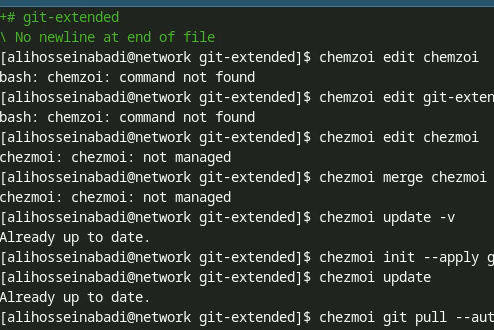 +# git-extended
\ No newline at end of file
[alihosseinabadi@network git-extended]$ chemzoi edit chemzoi
bash: chemzoi: command not found
[alihosseinabadi@network git-extended]$ chemzoi edit git-exten
bash: chemzoi: command not found
[alihosseinabadi@network git-extended]$ chezmoi edit chezmoi
chezmoi: chezmoi: not managed
[alihosseinabadi@network git-extended]$ chezmoi merge chezmoi
chezmoi: chezmoi: not managed
[alihosseinabadi@network git-extended]$ chezmoi update -v
Already up to date.
[alihosseinabadi@network git-extended]$ chezmoi init --apply g
[alihosseinabadi@network git-extended]$ chezmoi update
Already up to date.
[alihosseinabadi@network git-extended]$ chezmoi git pull --aut